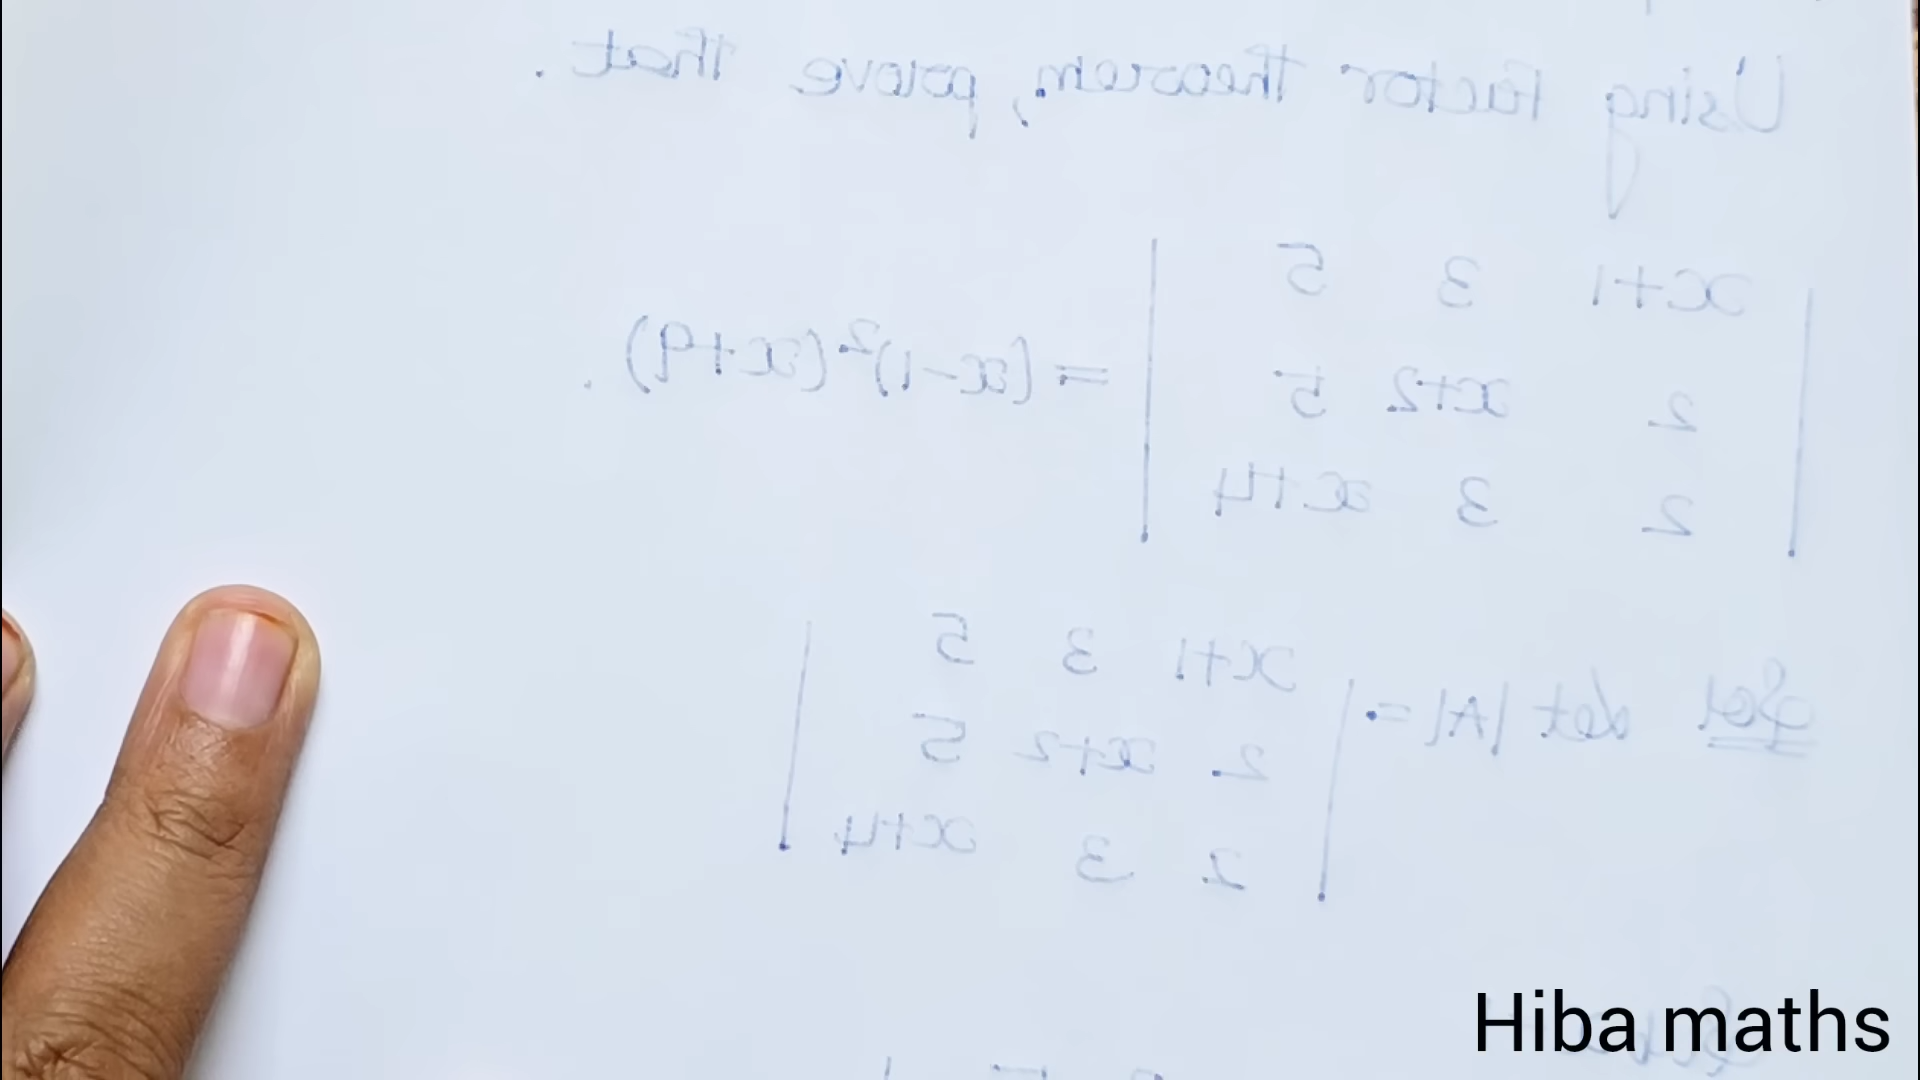 Using Factor Theorem, prove that.
| x+1 3 5 |
| 2 x+2 5 | = (x-1)²(x+9).
| 2 3 x+4 |
Sol let |A| = | x+1 3 5 |
| 2 x+2 5 |
| 2 3 x+4 |
Hiba maths